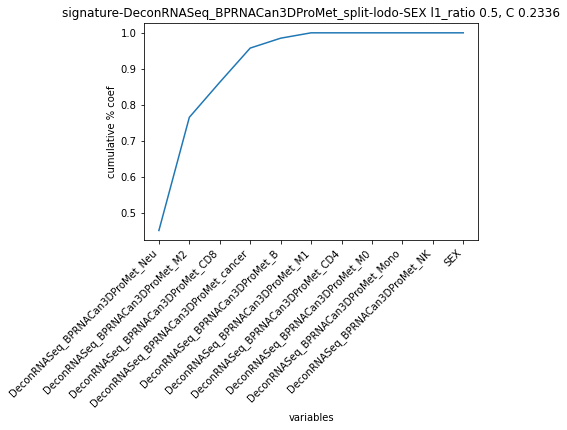 signature-DeconRNASeq_BPRNACan3DProMet_split-lodo-SEX l1_ratio 0.5, C 0.2336
1.0
0.9
0.8
0.7
0.6
0.5
cumulative % coef
DeconRNASeq_BPRNACan3DProMet_Neu
DeconRNASeq_BPRNACan3DProMet_M2
DeconRNASeq_BPRNACan3DProMet_CD8
DeconRNASeq_BPRNACan3DProMet_cancer
DeconRNASeq_BPRNACan3DProMet_B
DeconRNASeq_BPRNACan3DProMet_M1
DeconRNASeq_BPRNACan3DProMet_CD4
DeconRNASeq_BPRNACan3DProMet_M0
DeconRNASeq_BPRNACan3DProMet_Mono
DeconRNASeq_BPRNACan3DProMet_NK
SEX
variables